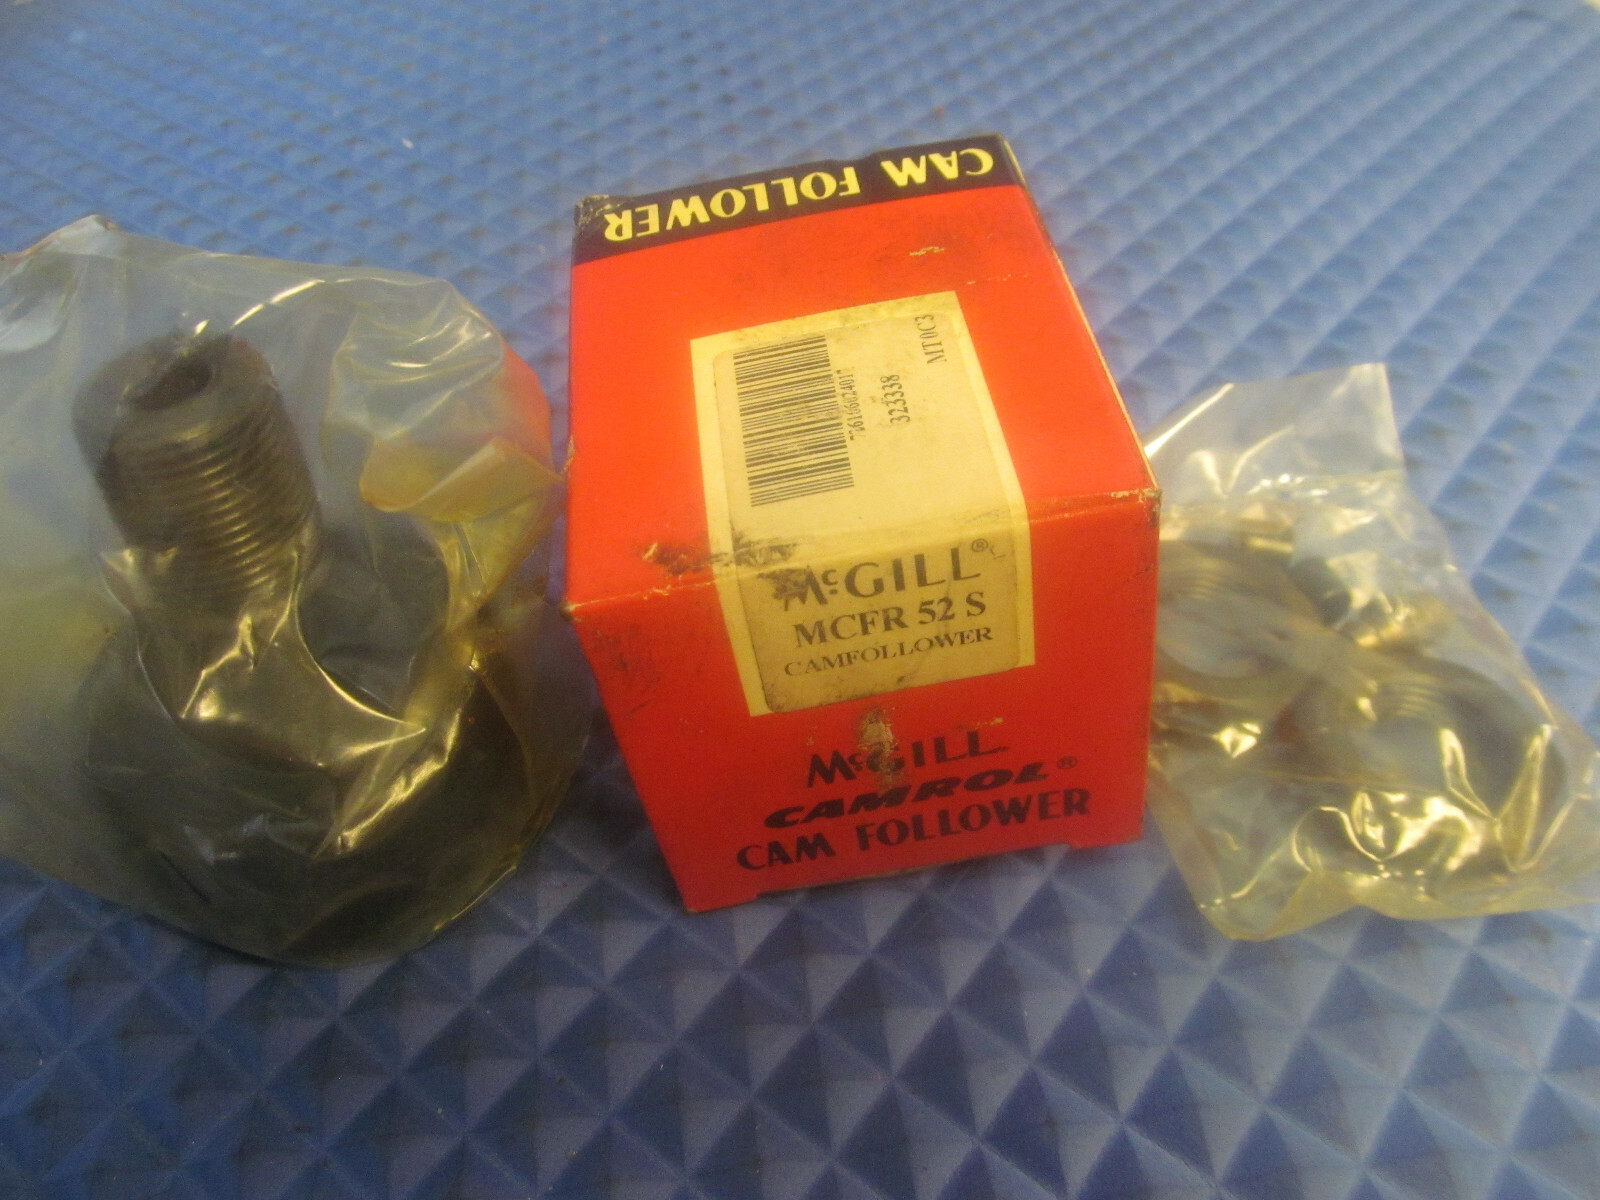 CAM FOLLOWER
MT0C3
323338
McGILL®
MCFR 52 S
CAMFOLLOWER
McGILL
CAMROL®
CAM FOLLOWER